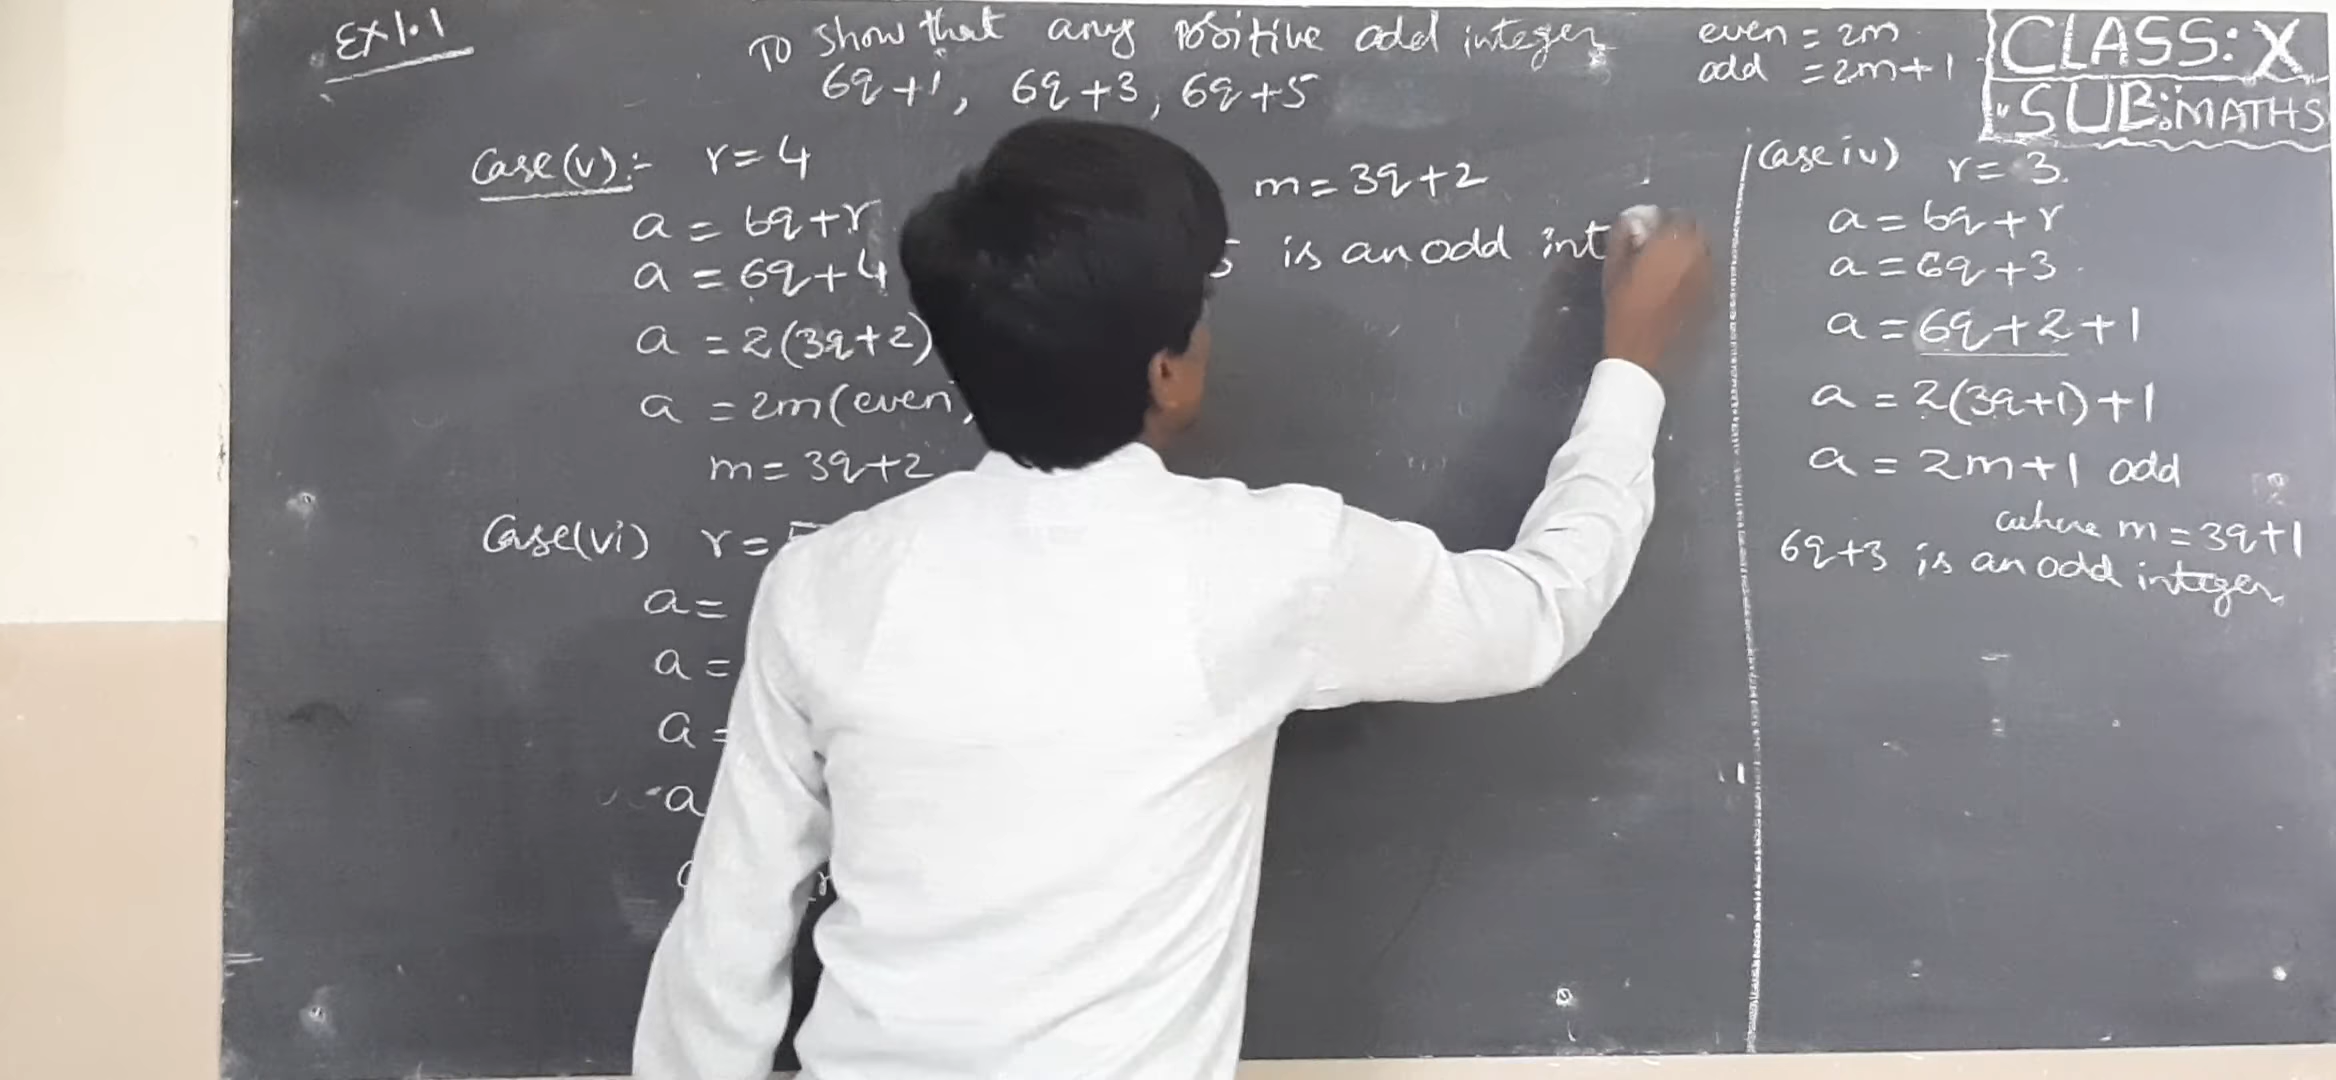 Ex 1.1
To show that any positive odd integer
6q+1, 6q+3, 6q+5
even = 2m
odd = 2m+1
CLASS: X
SUB: MATHS
Case(v):- r=4
a = 6q+r
a = 6q+4
a = 2(3q+2)
a = 2m(even)
m = 3q+2
Case(vi) r=
a=
a=
a=
a
m = 3q+2
is an odd int
Case iv) r = 3.
a = 6q+r
a = 6q+3
a = 6q+2+1
a = 2(3q+1)+1
a = 2m+1 odd
where m = 3q+1
6q+3 is an odd integer